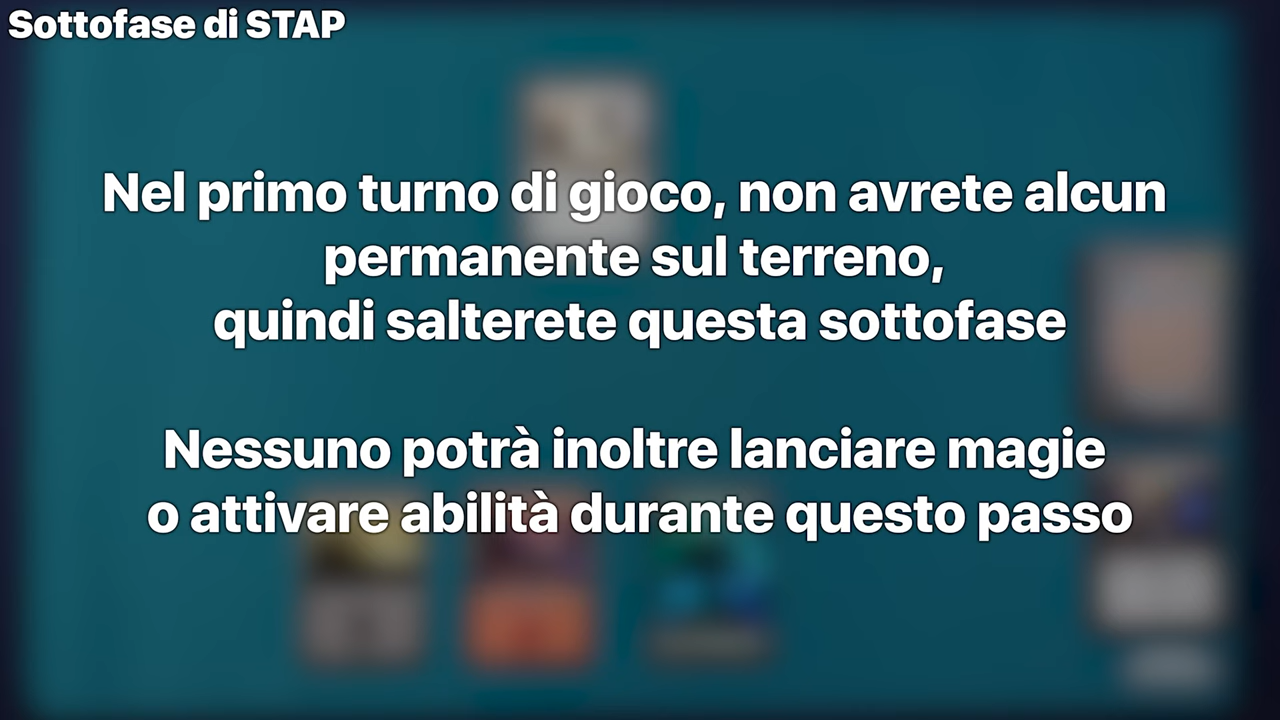 Sottofase di STAP
Nel primo turno di gioco, non avrete alcun
permanente sul terreno,
quindi salterete questa sottofase
Nessuno potrà inoltre lanciare magie
o attivare abilità durante questo passo